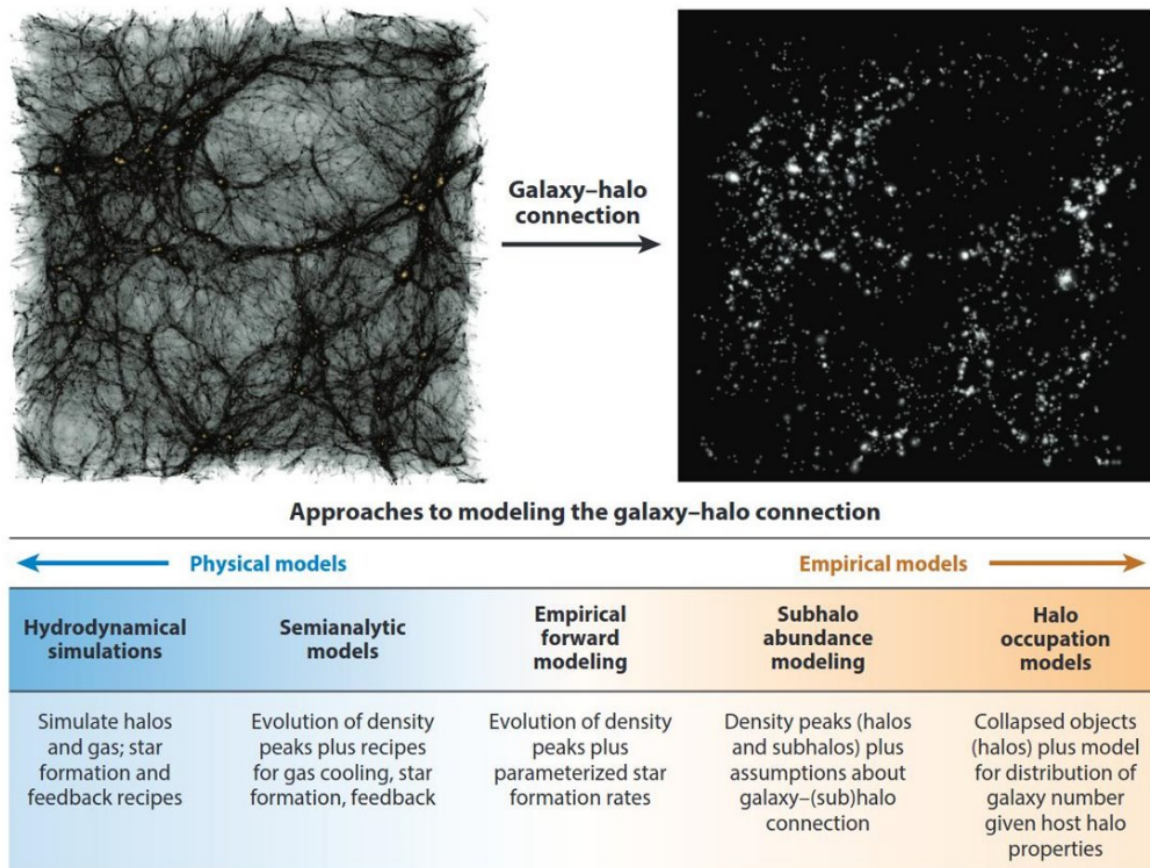 Galaxy–halo
connection
Approaches to modeling the galaxy–halo connection
Physical models
Empirical models
Hydrodynamical
simulations
Semianalytic
models
Empirical
forward
modeling
Subhalo
abundance
modeling
Halo
occupation
models
Simulate halos
and gas; star
formation and
feedback recipes
Evolution of density
peaks plus recipes
for gas cooling, star
formation, feedback
Evolution of density
peaks plus
parameterized star
formation rates
Density peaks (halos
and subhalos) plus
assumptions about
galaxy–(sub)halo
connection
Collapsed objects
(halos) plus model
for distribution of
galaxy number
given host halo
properties